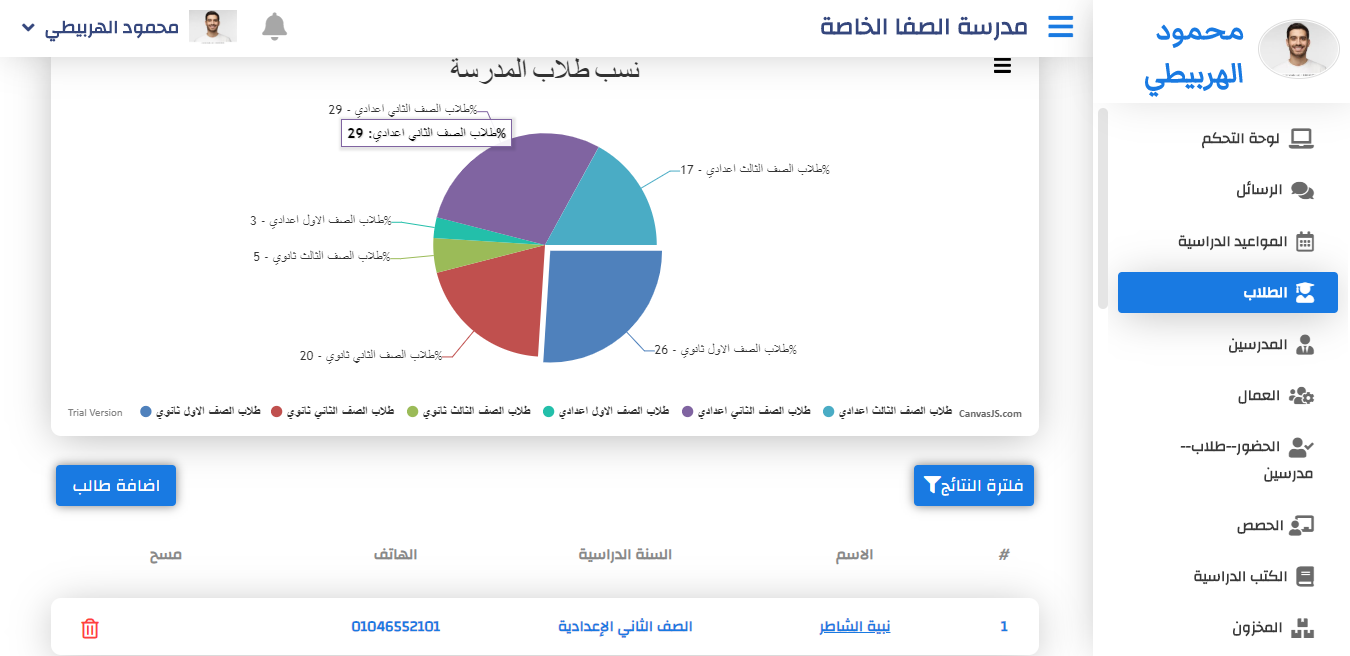 محمود
الهربيطي
مدرسة الصفا الخاصة
محمود الهربيطي
لوحة التحكم
الرسائل
المواعيد الدراسية
الطلاب
المدرسين
العمال
الحضور--طلاب--
مدرسين
الحصص
الكتب الدراسية
المخزون
نسب طلاب المدرسة
%طلاب الصف الثاني اعدادي - 29
%طلاب الصف الثاني اعدادي: 29
%طلاب الصف الثالث اعدادي - 17
%طلاب الصف الاول اعدادي - 3
%طلاب الصف الثالث ثانوي - 5
%طلاب الصف الاول ثانوي - 26
%طلاب الصف الثاني ثانوي - 20
Trial Version
طلاب الصف الاول ثانوي
طلاب الصف الثاني ثانوي
طلاب الصف الثالث ثانوي
طلاب الصف الاول اعدادي
طلاب الصف الثاني اعدادي
طلاب الصف الثالث اعدادي
CanvasJS.com
فلترة النتائج
اضافة طالب
# الاسم السنة الدراسية الهاتف مسح
1 نبية الشاطر الصف الثاني الإعدادية 01046552101